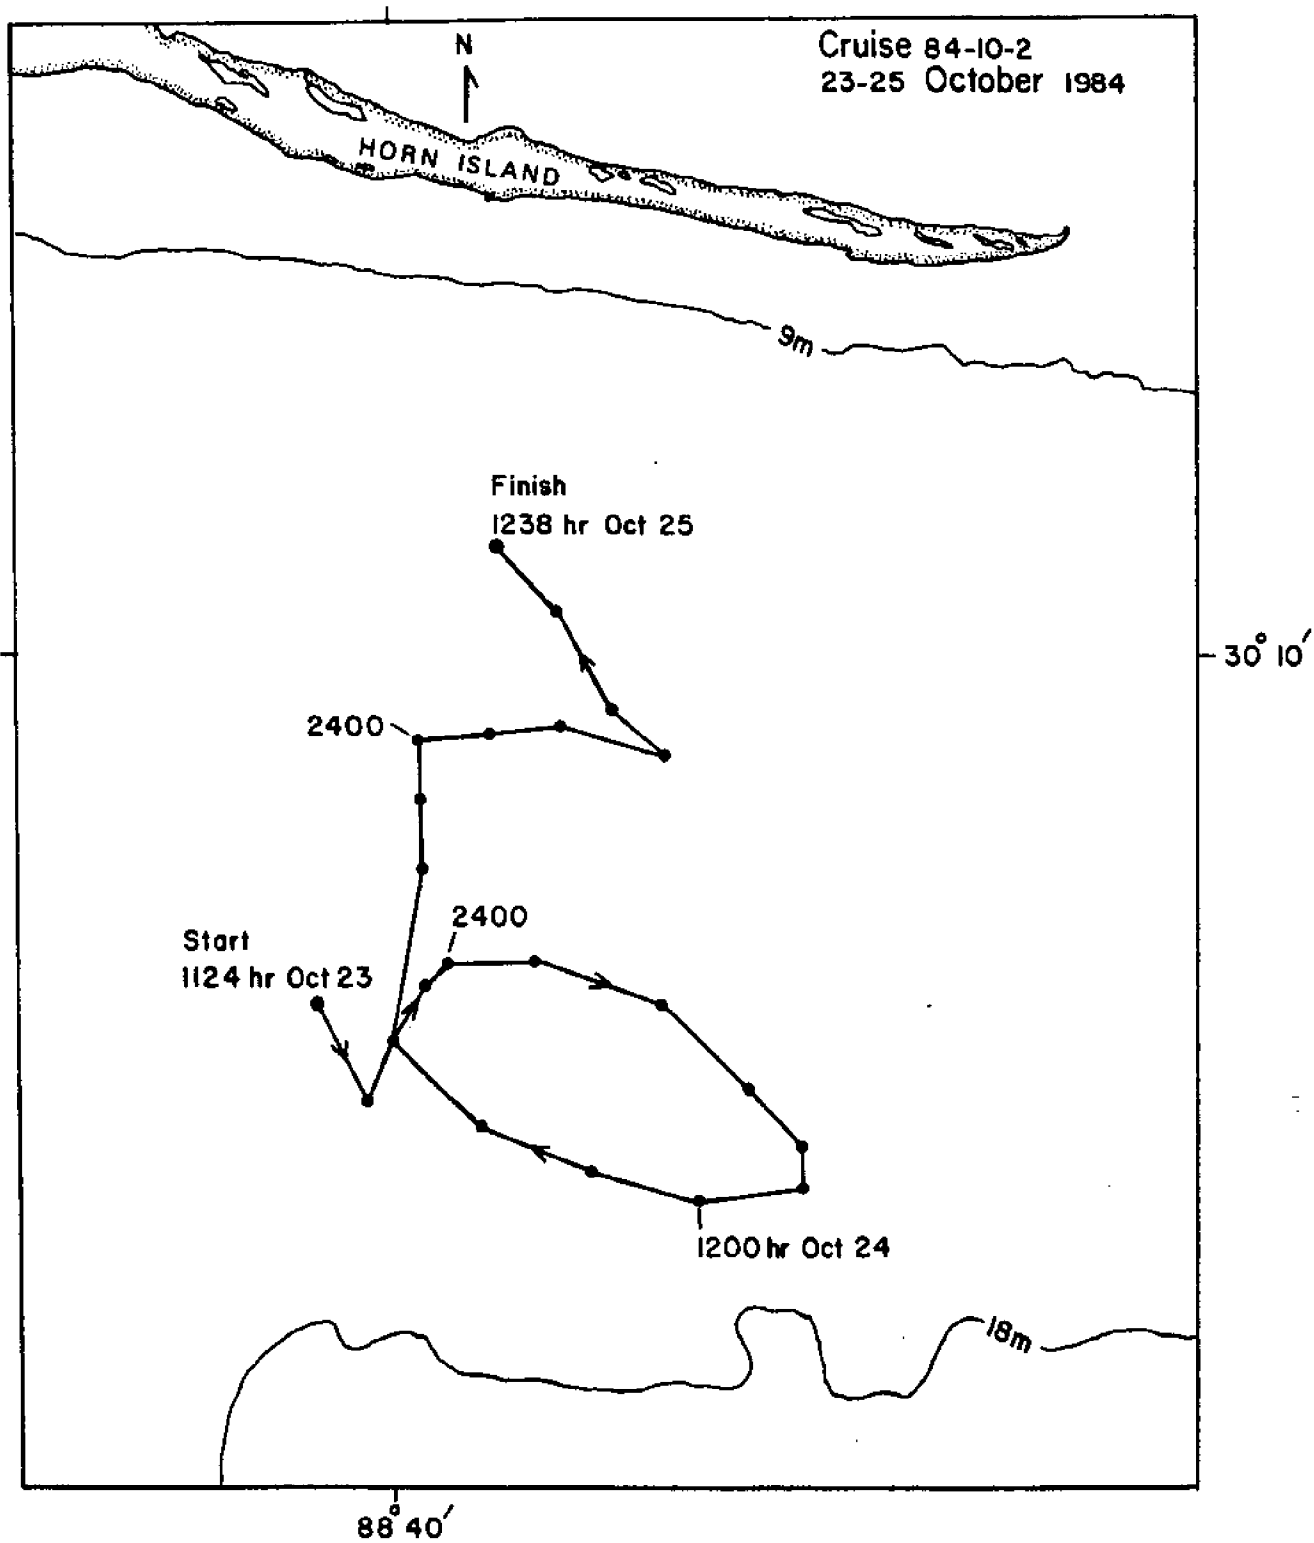 Cruise 84-10-2
23-25 October 1984
N
HORN ISLAND
9m
Finish
1238 hr Oct 25
30° 10′
2400
2400
Start
1124 hr Oct 23
1200 hr Oct 24
18m
88° 40′